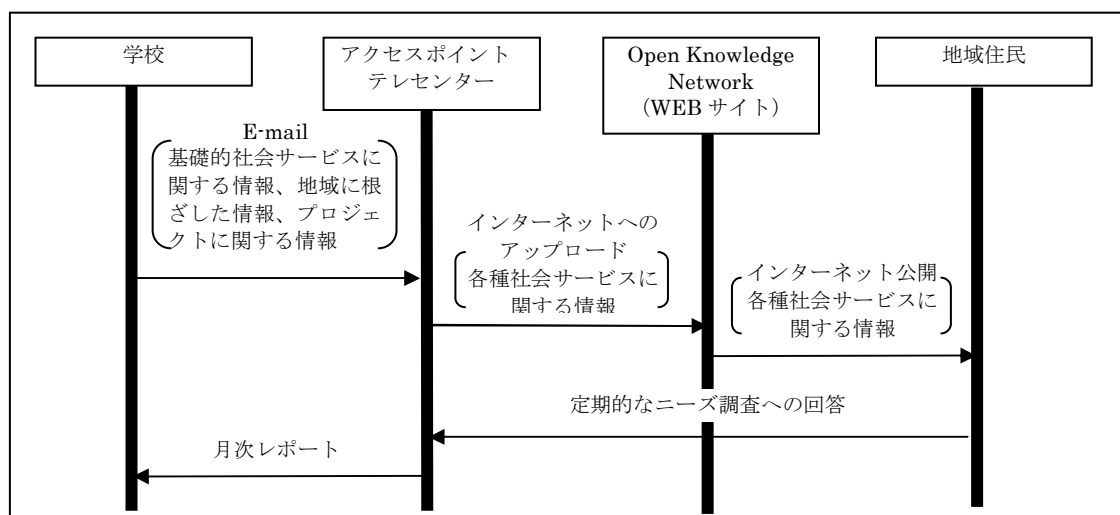 学校
アクセスポイント
テレセンター
Open Knowledge
Network
（WEB サイト）
地域住民
E-mail
基礎的社会サービスに
関する情報、地域に根
ざした情報、プロジェ
クトに関する情報
インターネットへの
アップロード
各種社会サービスに
関する情報
インターネット公開
各種社会サービスに
関する情報
定期的なニーズ調査への回答
月次レポート